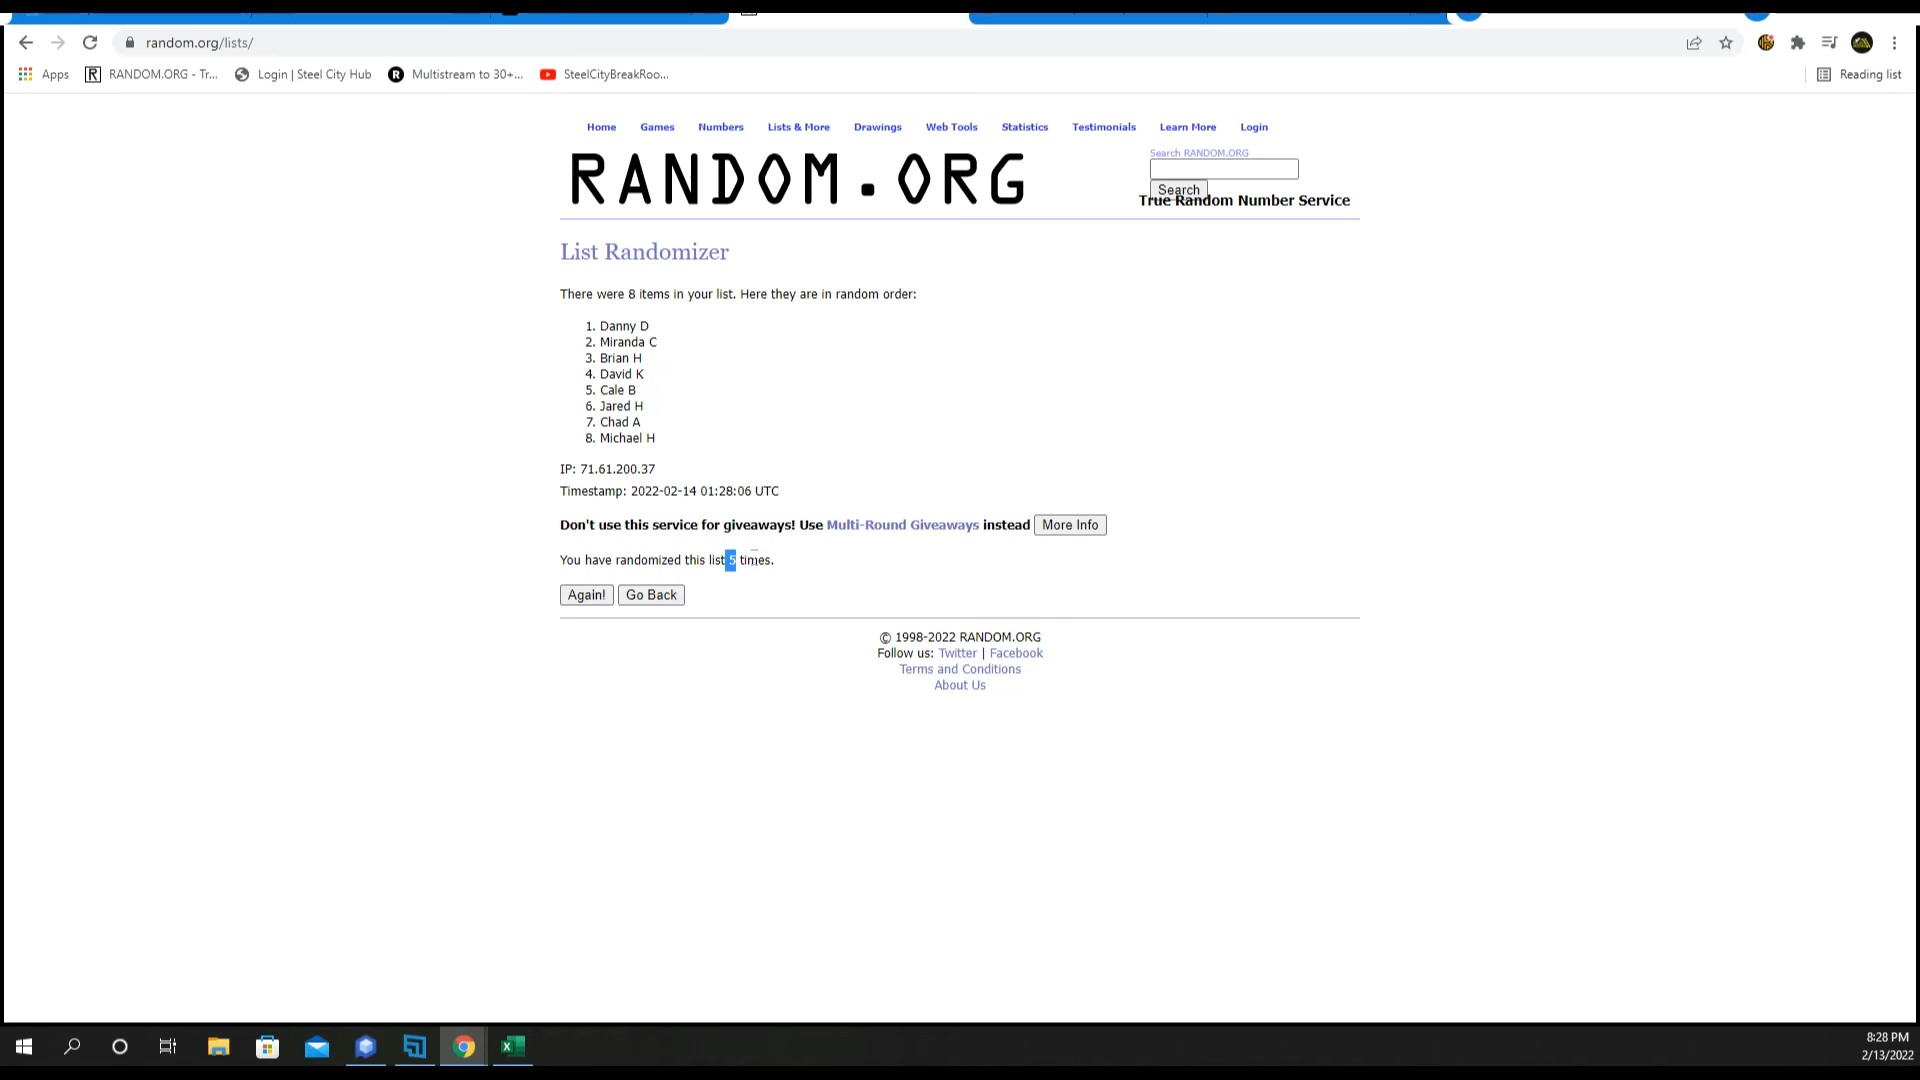 random.org/lists/
Apps
RANDOM.ORG - Tr...
Login | Steel City Hub
Multistream to 30+...
SteelCityBreakRoo...
Reading list
Home Games Numbers Lists & More Drawings Web Tools Statistics Testimonials Learn More Login
RANDOM.ORG
Search RANDOM.ORG
Search
True Random Number Service
List Randomizer
There were 8 items in your list. Here they are in random order:
1. Danny D
2. Miranda C
3. Brian H
4. David K
5. Cale B
6. Jared H
7. Chad A
8. Michael H
IP: 71.61.200.37
Timestamp: 2022-02-14 01:28:06 UTC
Don't use this service for giveaways! Use Multi-Round Giveaways instead More Info
You have randomized this list 5 times.
Again! Go Back
© 1998-2022 RANDOM.ORG
Follow us: Twitter | Facebook
Terms and Conditions
About Us
8:28 PM
2/13/2022